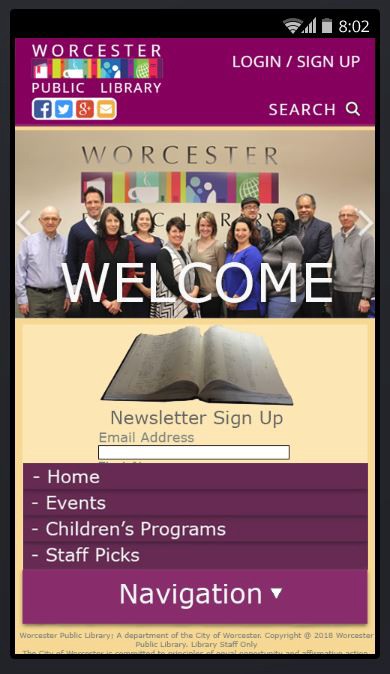 8:02
WORCESTER
PUBLIC LIBRARY
LOGIN / SIGN UP
SEARCH
WORCESTER
PUBLIC LIBRARY
WELCOME
Newsletter Sign Up
Email Address
- Home
- Events
- Children's Programs
- Staff Picks
Navigation ▼
Worcester Public Library; A department of the City of Worcester. Copyright @ 2018 Worcester
Public Library. Library Staff Only
The City of Worcester is committed to principles of equal opportunity and affirmative action